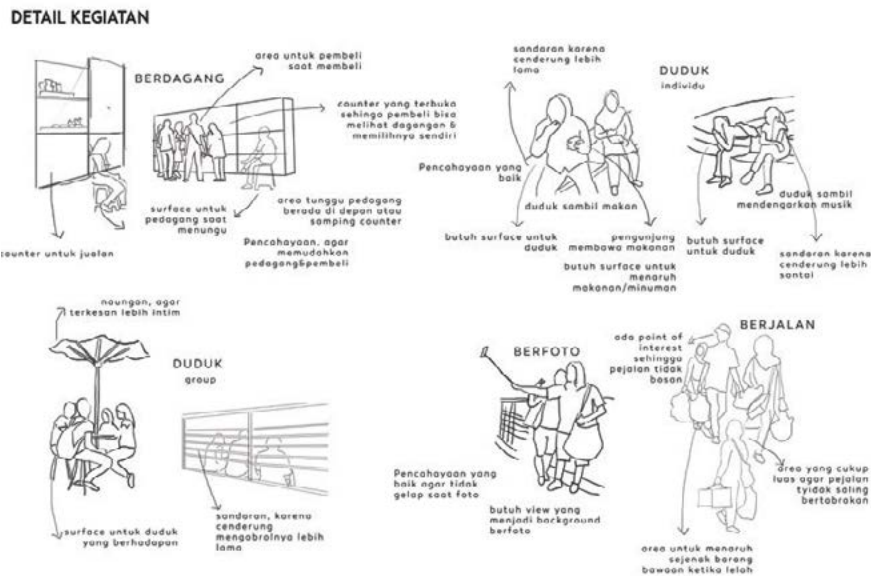 DETAIL KEGIATAN
BERDAGANG
area untuk pembeli
saat membeli
counter yang terbuka
sehinga pembeli bisa
melihat dagangan &
memilihnya sendiri
surface untuk
pedagang saat
menungu
area tunggu pedagang
berada di depan atau
samping counter
Pencahayaan, agar
memudahkan
pedagang&pembeli
counter untuk jualan
sandaran karena
cenderung lebih
lama
DUDUK
individu
Pencahayaan yang
baik
duduk sambil makan
duduk sambil
mendengarkan musik
butuh surface untuk
duduk
pengunjung
membawa makanan
butuh surface untuk
menaruh
makanan/minuman
butuh surface
untuk duduk
sandaran karena
cenderung lebih
santai
naungan, agar
terkesan lebih intim
DUDUK
group
surface untuk duduk
yang berhadapan
sandaran, karena
cenderung
mengobrolnya lebih
lama
BERFOTO
Pencahayaan yang
baik agar tidak
gelap saat foto
butuh view yang
menjadi background
berfoto
BERJALAN
ada point of
interest
sehingga
pejalan tidak
bosan
area yang cukup
luas agar pejalan
tyidak saling
bertabrakan
area untuk menaruh
sejenak barang
bawaan ketika lelah